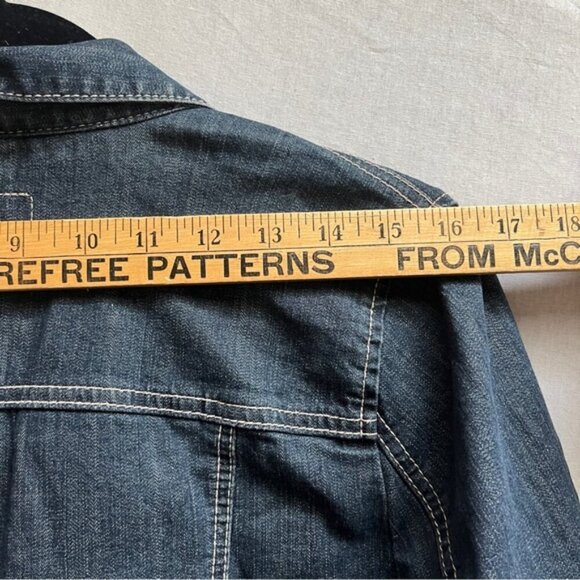 9 10 11 12 13 14 15 16 17 18
REFREE PATTERNS FROM McC